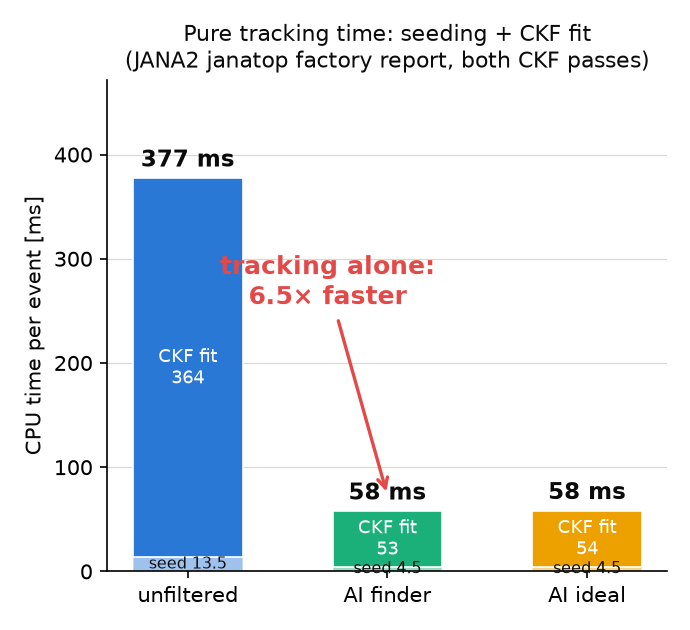 Pure tracking time: seeding + CKF fit
(JANA2 janatop factory report, both CKF passes)
CPU time per event [ms]
400
300
200
100
0
377 ms
tracking alone:
6.5× faster
CKF fit
364
seed 13.5
58 ms
CKF fit
53
seed 4.5
58 ms
CKF fit
54
seed 4.5
unfiltered
AI finder
AI ideal